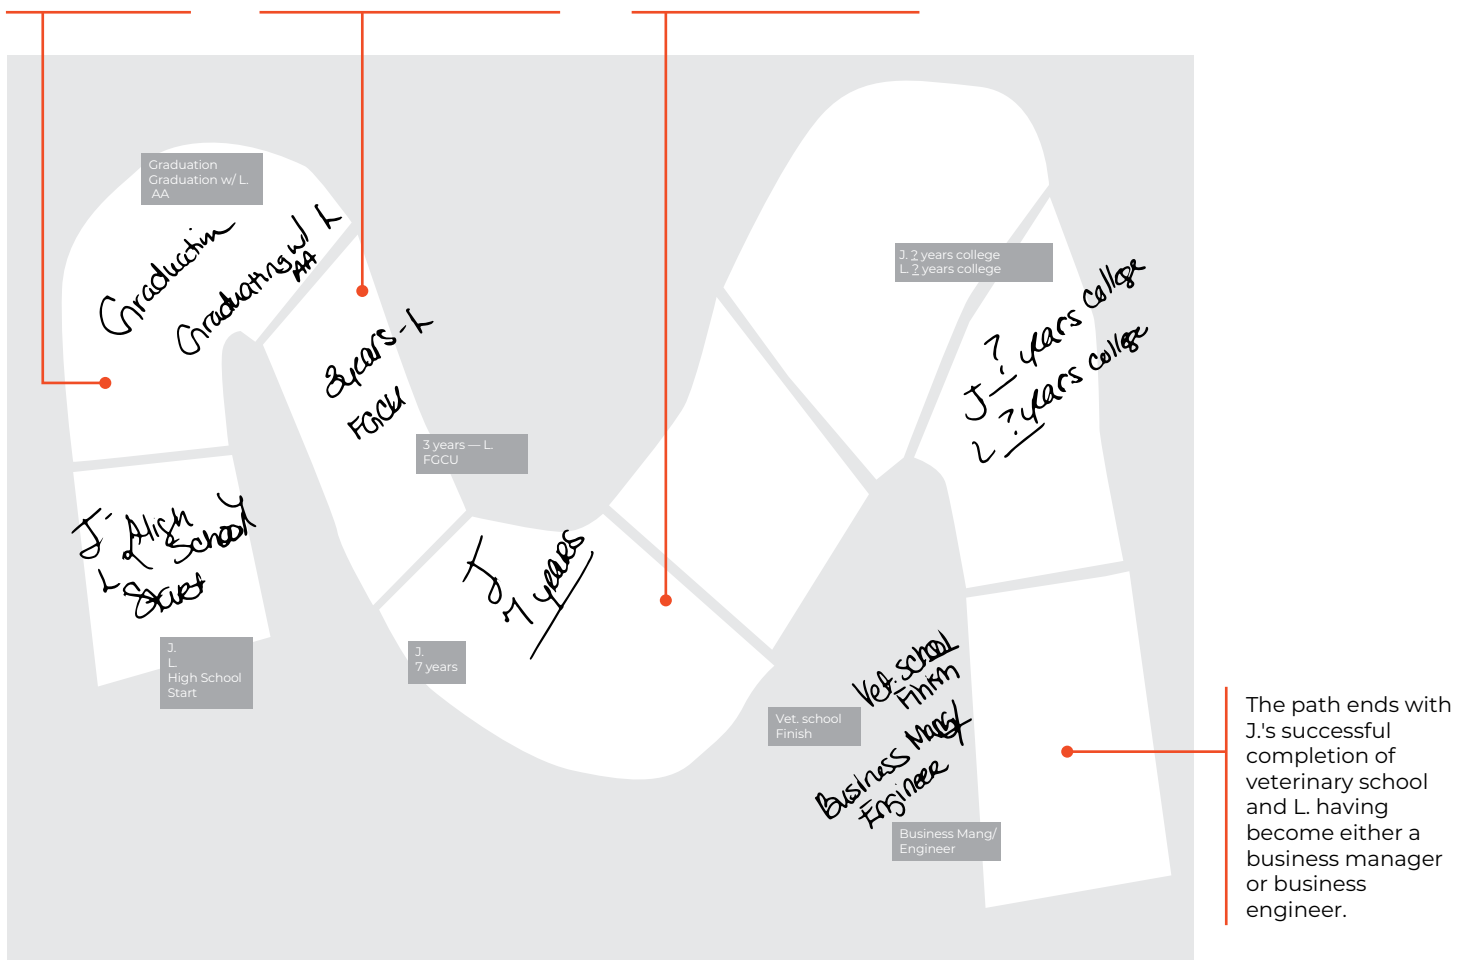 Graduation
Graduation w/ L.
AA
Graduation
Graduating w/ L
AA
3 years - L
FGCU
3 years — L.
FGCU
J - High
School
L
Start
J.
L.
High School
Start
J
7 years
J.
7 years
J. ? years college
L. ? years college
J ? years college
L ? years college
Vet. school
Finish
Vet. school
Finish
Business Mang/
Engineer
Business Mang/
Engineer
The path ends with
J.'s successful
completion of
veterinary school
and L. having
become either a
business manager
or business
engineer.